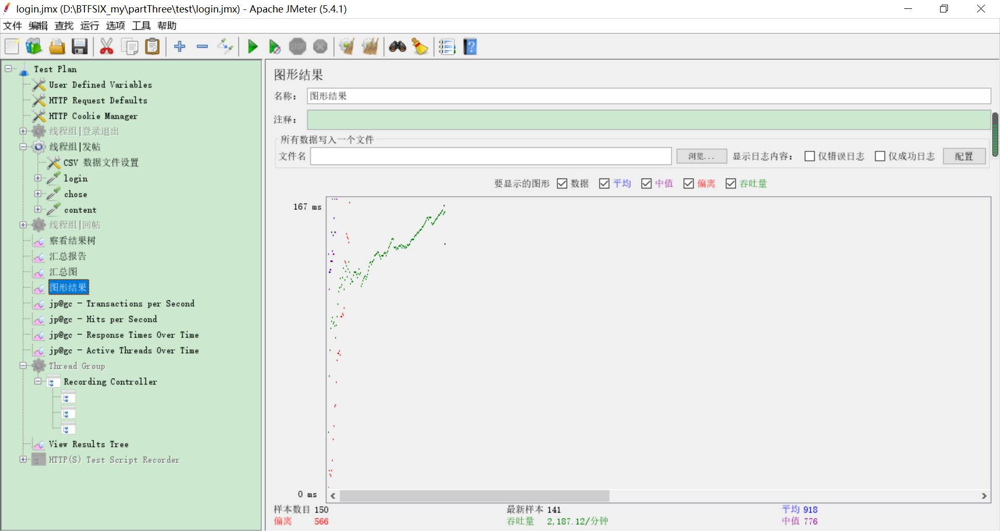 login.jmx (D:\BTFSIX_my\partThree\test\login.jmx) - Apache JMeter (5.4.1)
文件 编辑 查找 运行 选项 工具 帮助
STOP
Test Plan
User Defined Variables
HTTP Request Defaults
HTTP Cookie Manager
线程组|登录退出
线程组|发帖
CSV 数据文件设置
login
chose
content
线程组|回帖
察看结果树
汇总报告
汇总图
图形结果
jp@gc - Transactions per Second
jp@gc - Hits per Second
jp@gc - Response Times Over Time
jp@gc - Active Threads Over Time
Thread Group
Recording Controller
View Results Tree
HTTP(S) Test Script Recorder
图形结果
名称： 图形结果
注释：
所有数据写入一个文件
文件名 浏览... 显示日志内容： 仅错误日志 仅成功日志 配置
要显示的图形 数据 平均 中值 偏离 吞吐量
167 ms
0 ms
样本数目 150 最新样本 141 平均 918
偏离 566 吞吐量 2,187.12/分钟 中值 776